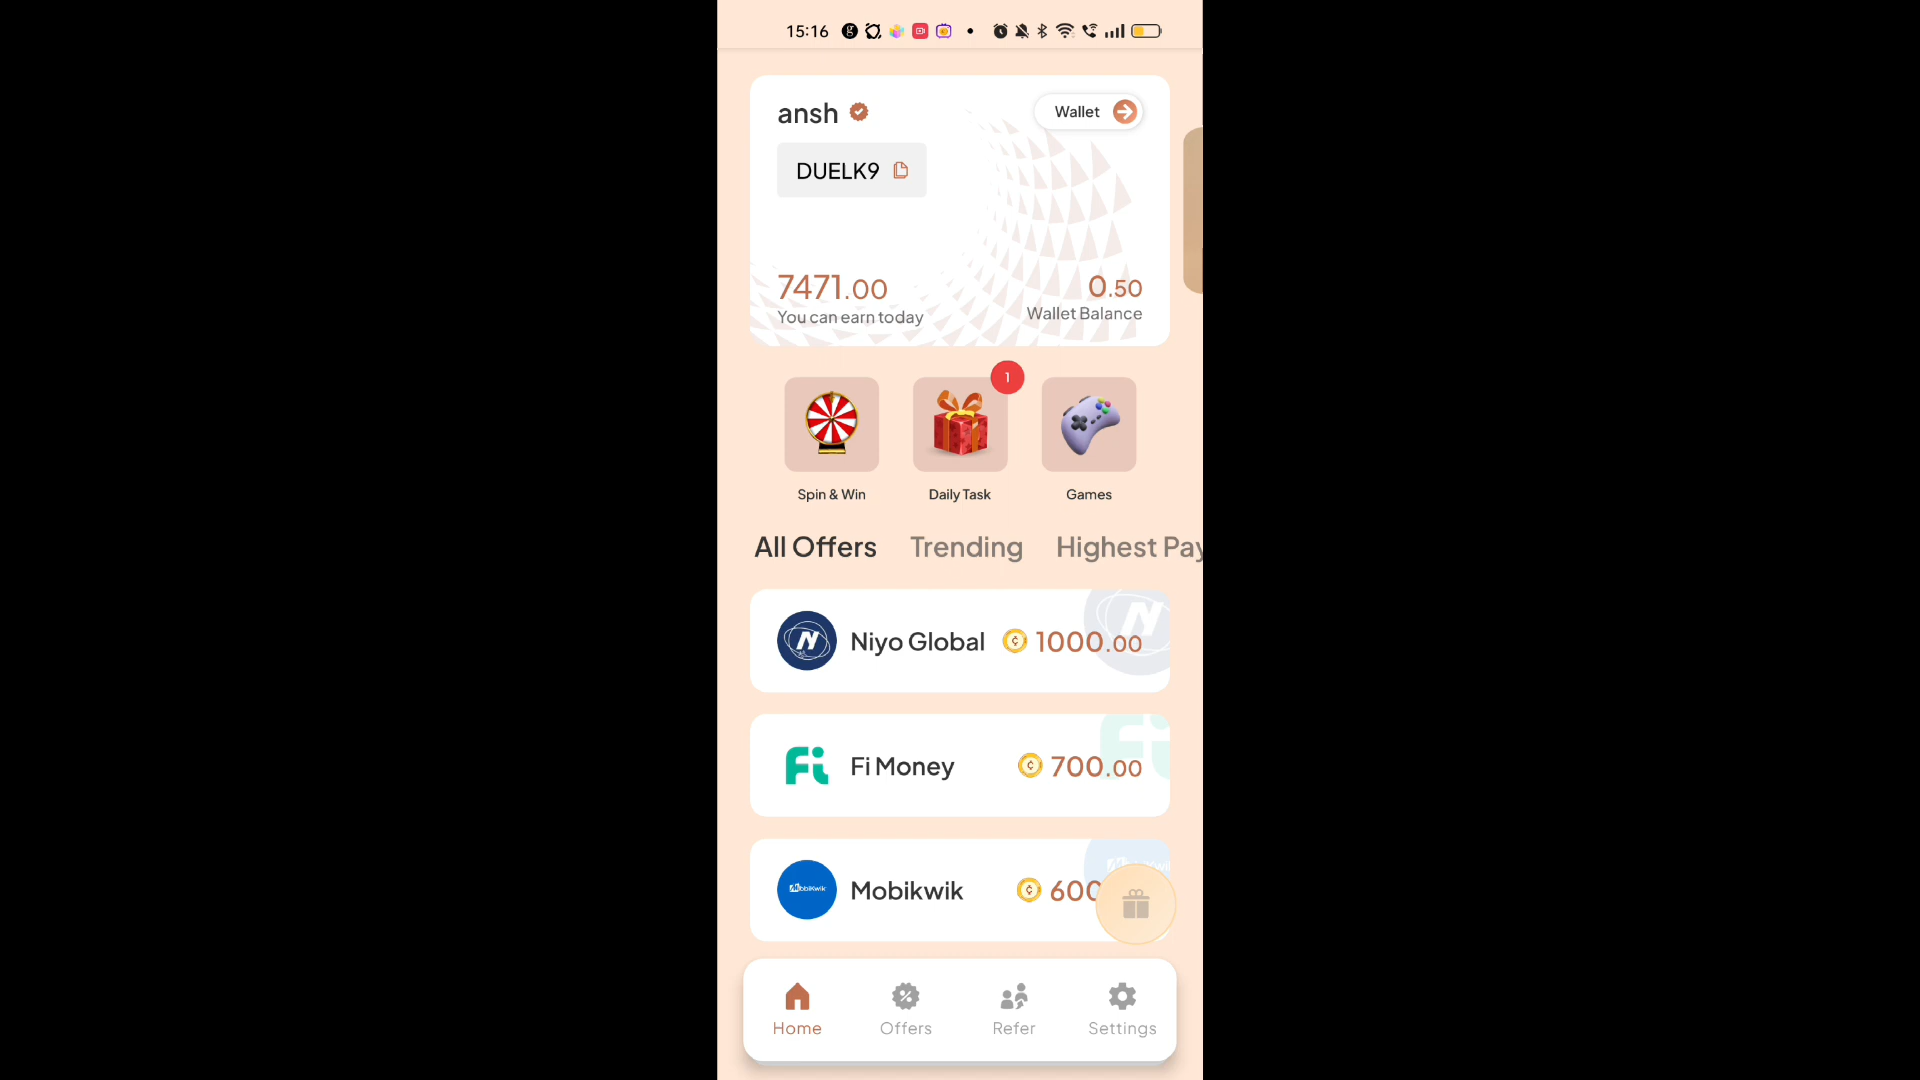 15:16
ansh
Wallet
DUELK9
7471.00
0.50
You can earn today
Wallet Balance
1
Spin & Win
Daily Task
Games
All Offers
Trending
Highest Pay
Niyo Global
1000.00
Fi Money
700.00
Mobikwik
600
Home
Offers
Refer
Settings